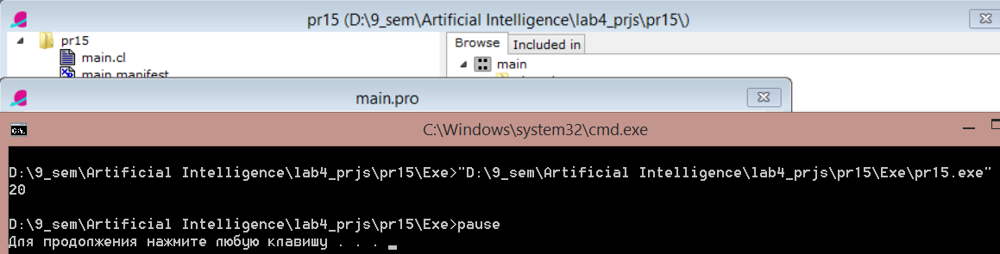 pr15 (D:\9_sem\Artificial Intelligence\lab4_prjs\pr15\)
pr15
main.cl
main.manifest
Browse
Included in
main
main.pro
C:\Windows\system32\cmd.exe
D:\9_sem\Artificial Intelligence\lab4_prjs\pr15\Exe>"D:\9_sem\Artificial Intelligence\lab4_prjs\pr15\Exe\pr15.exe"
20
D:\9_sem\Artificial Intelligence\lab4_prjs\pr15\Exe>pause
Для продолжения нажмите любую клавишу . . .